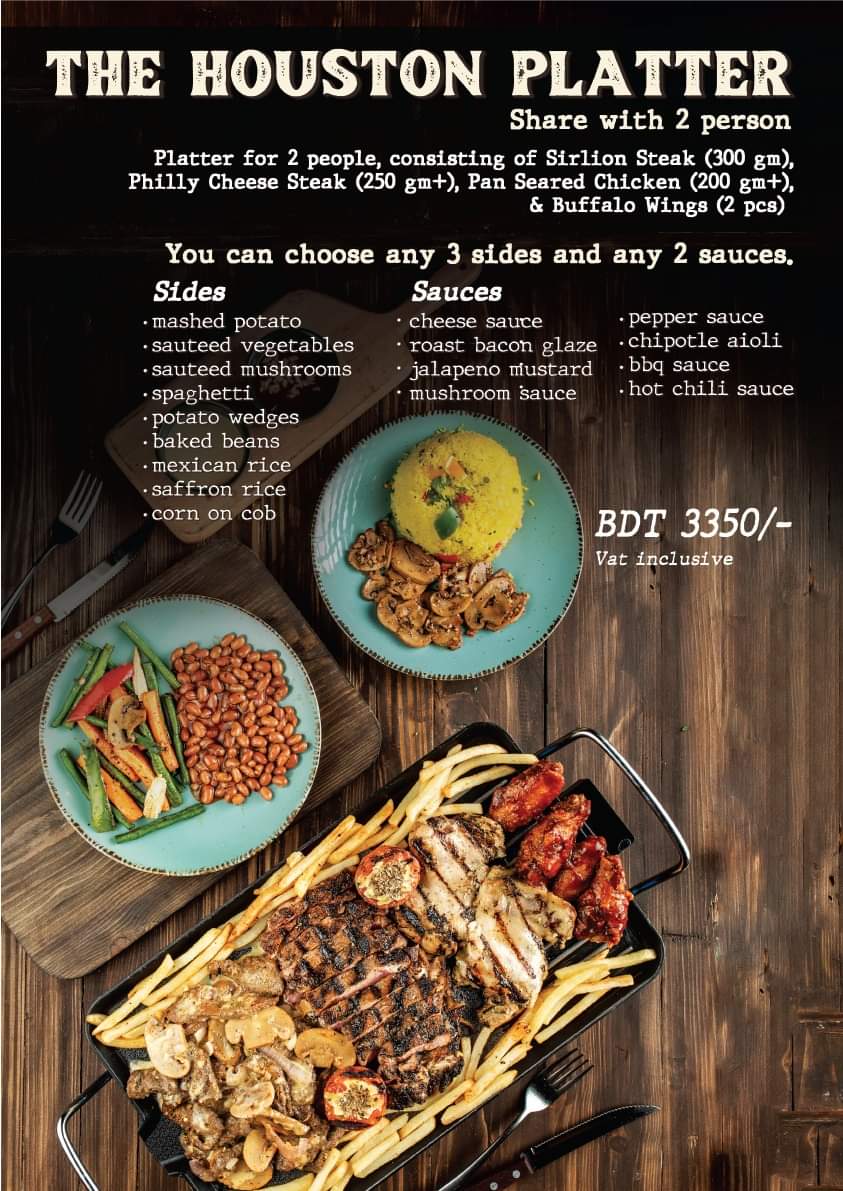 THE HOUSTON PLATTER
Share with 2 person
Platter for 2 people, consisting of Sirlion Steak (300 gm),
Philly Cheese Steak (250 gm+), Pan Seared Chicken (200 gm+),
& Buffalo Wings (2 pcs)
You can choose any 3 sides and any 2 sauces.
Sides
· mashed potato
· sauteed vegetables
· sauteed mushrooms
· spaghetti
· potato wedges
· baked beans
· mexican rice
· saffron rice
· corn on cob
Sauces
· cheese sauce
· roast bacon glaze
· jalapeno mustard
· mushroom sauce
· pepper sauce
· chipotle aioli
· bbq sauce
· hot chili sauce
BDT 3350/-
Vat inclusive